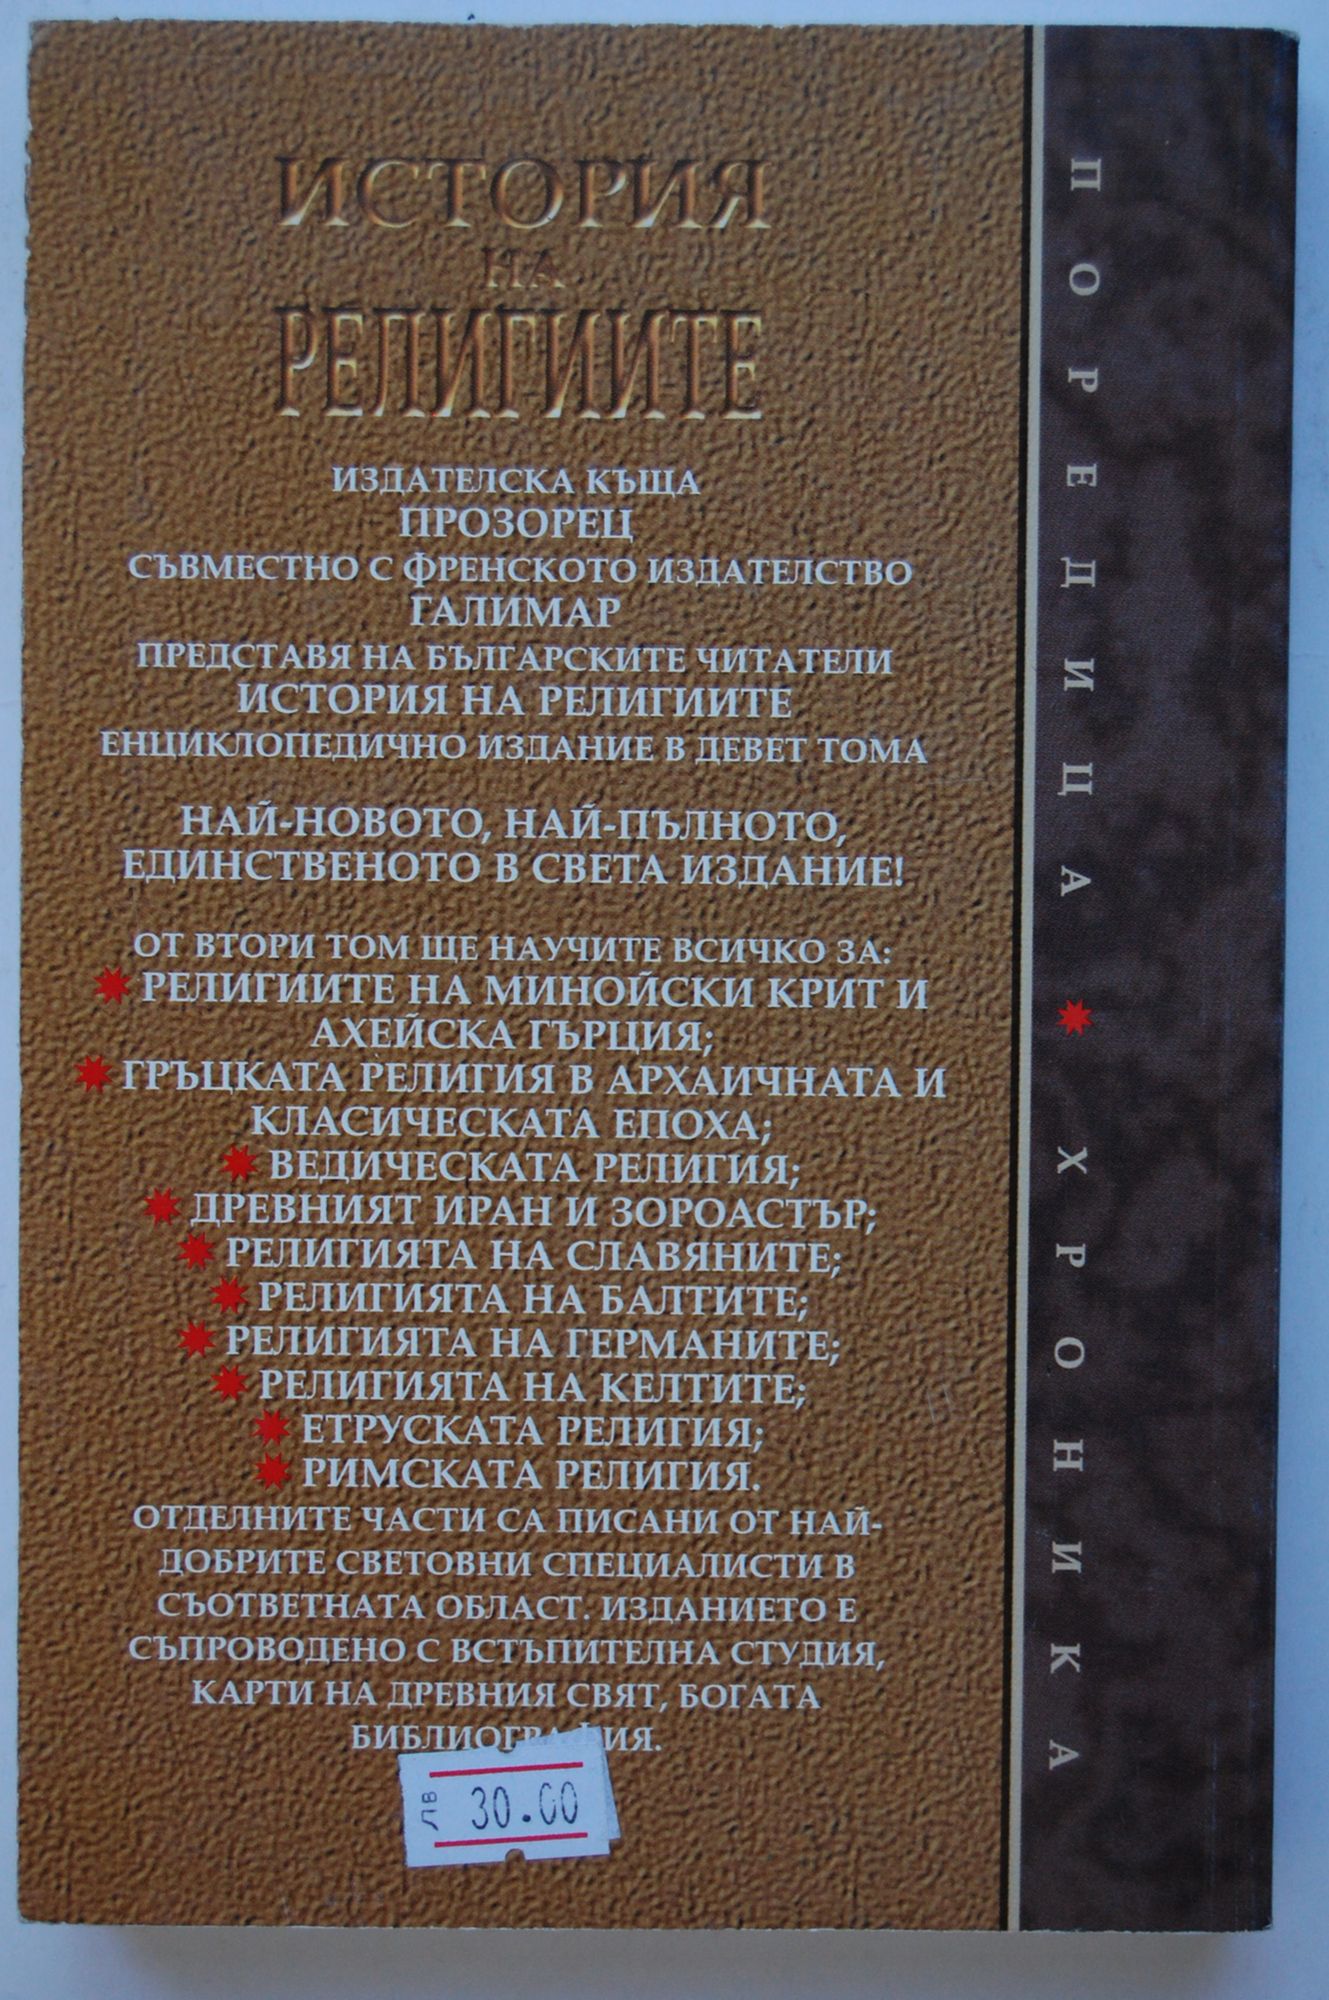 ИСТОРИЯ
НА
РЕЛИГИИТЕ
ИЗДАТЕЛСКА КЪЩА
ПРОЗОРЕЦ
СЪВМЕСТНО С ФРЕНСКОТО ИЗДАТЕЛСТВО
ГАЛИМАР
ПРЕДСТАВЯ НА БЪЛГАРСКИТЕ ЧИТАТЕЛИ
ИСТОРИЯ НА РЕЛИГИИТЕ
ЕНЦИКЛОПЕДИЧНО ИЗДАНИЕ В ДЕВЕТ ТОМА
НАЙ-НОВОТО, НАЙ-ПЪЛНОТО,
ЕДИНСТВЕНОТО В СВЕТА ИЗДАНИЕ!
ОТ ВТОРИ ТОМ ЩЕ НАУЧИТЕ ВСИЧКО ЗА:
РЕЛИГИИТЕ НА МИНОЙСКИ КРИТ И
АХЕЙСКА ГЪРЦИЯ;
ГРЪЦКАТА РЕЛИГИЯ В АРХАИЧНАТА И
КЛАСИЧЕСКАТА ЕПОХА;
ВЕДИЧЕСКАТА РЕЛИГИЯ;
ДРЕВНИЯТ ИРАН И ЗОРОАСТЪР;
РЕЛИГИЯТА НА СЛАВЯНИТЕ;
РЕЛИГИЯТА НА БАЛТИТЕ;
РЕЛИГИЯТА НА ГЕРМАНИТЕ;
РЕЛИГИЯТА НА КЕЛТИТЕ;
ЕТРУСКАТА РЕЛИГИЯ;
РИМСКАТА РЕЛИГИЯ.
ОТДЕЛНИТЕ ЧАСТИ СА ПИСАНИ ОТ НАЙ-
ДОБРИТЕ СВЕТОВНИ СПЕЦИАЛИСТИ В
СЪОТВЕТНАТА ОБЛАСТ. ИЗДАНИЕТО Е
СЪПРОВОДЕНО С ВСТЪПИТЕЛНА СТУДИЯ,
КАРТИ НА ДРЕВНИЯ СВЯТ, БОГАТА
БИБЛИОГРАФИЯ.
ЛВ 30.00
ПОРЕДИЦА ХРОНИКА